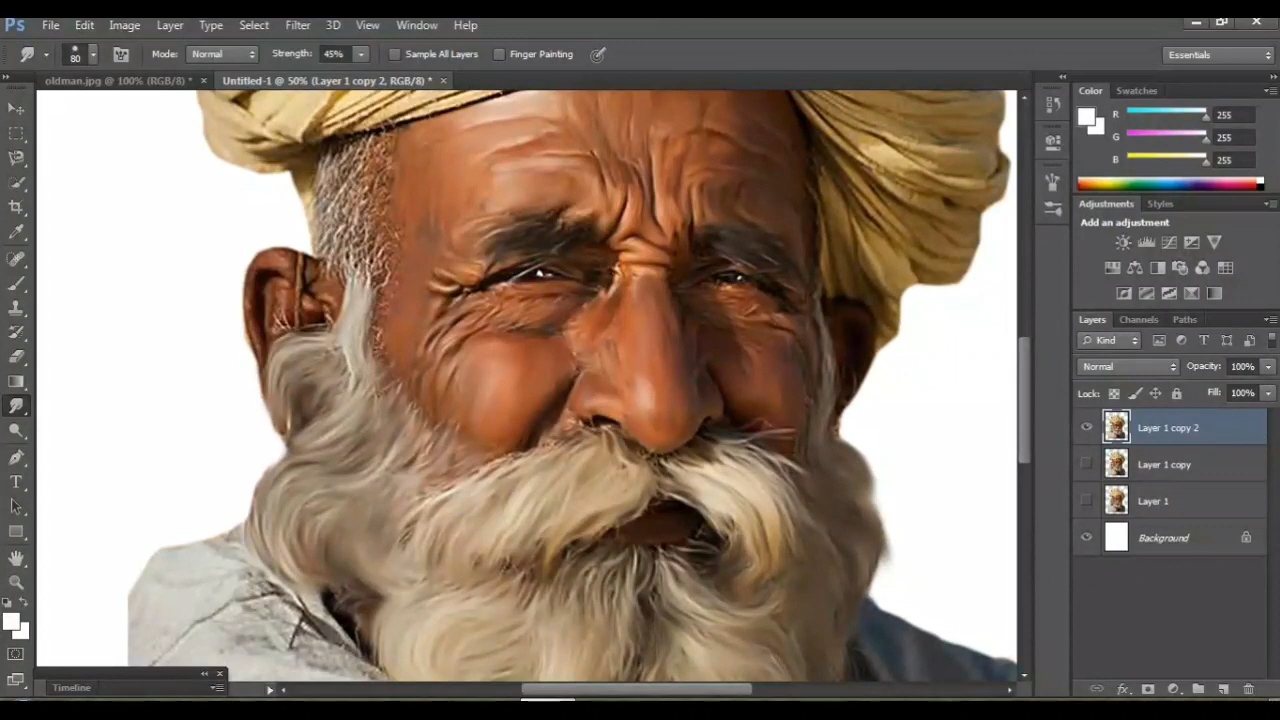 Ps File Edit Image Layer Type Select Filter 3D View Window Help
80 Mode: Normal Strength: 45% Sample All Layers Finger Painting Essentials
oldman.jpg @ 100% (RGB/8) * × Untitled-1 @ 50% (Layer 1 copy 2, RGB/8) * ×
Color Swatches
R 255
G 255
B 255
Adjustments Styles
Add an adjustment
Layers Channels Paths
Kind
Normal Opacity: 100%
Lock: Fill: 100%
Layer 1 copy 2
Layer 1 copy
Layer 1
Background
Timeline